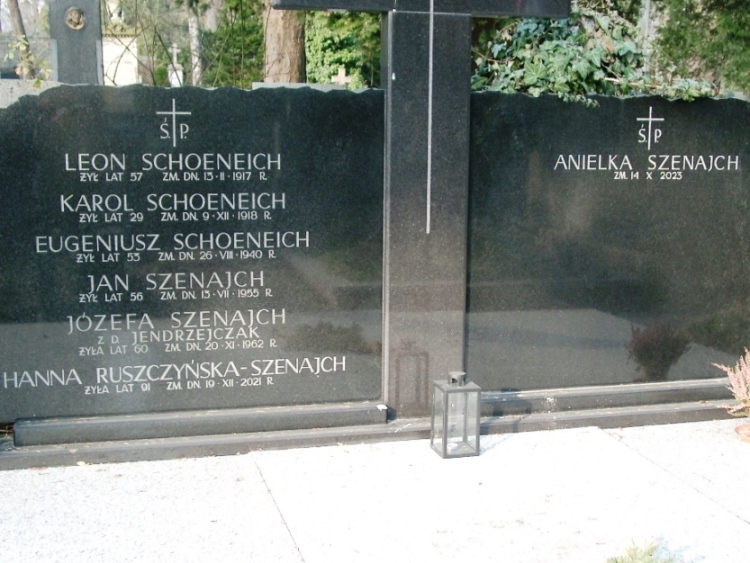 Ś. P.
LEON SCHOENEICH
ŻYŁ LAT 57 ZM. DN. 13·II·1917 R.
KAROL SCHOENEICH
ŻYŁ LAT 29 ZM. DN. 9·XII·1918 R.
EUGENIUSZ SCHOENEICH
ŻYŁ LAT 53 ZM. DN. 26·VIII·1940 R.
JAN SZENAJCH
ŻYŁ LAT 56 ZM. DN. 13·VII·1955 R.
JÓZEFA SZENAJCH
Z D. JENDRZEJCZAK
ŻYŁA LAT 60 ZM. DN. 20·XI·1962 R.
HANNA RUSZCZYŃSKA-SZENAJCH
ŻYŁA LAT 91 ZM. DN. 19·XII·2021 R.
Ś. P.
ANIELKA SZENAJCH
ZM. 14 X 2023